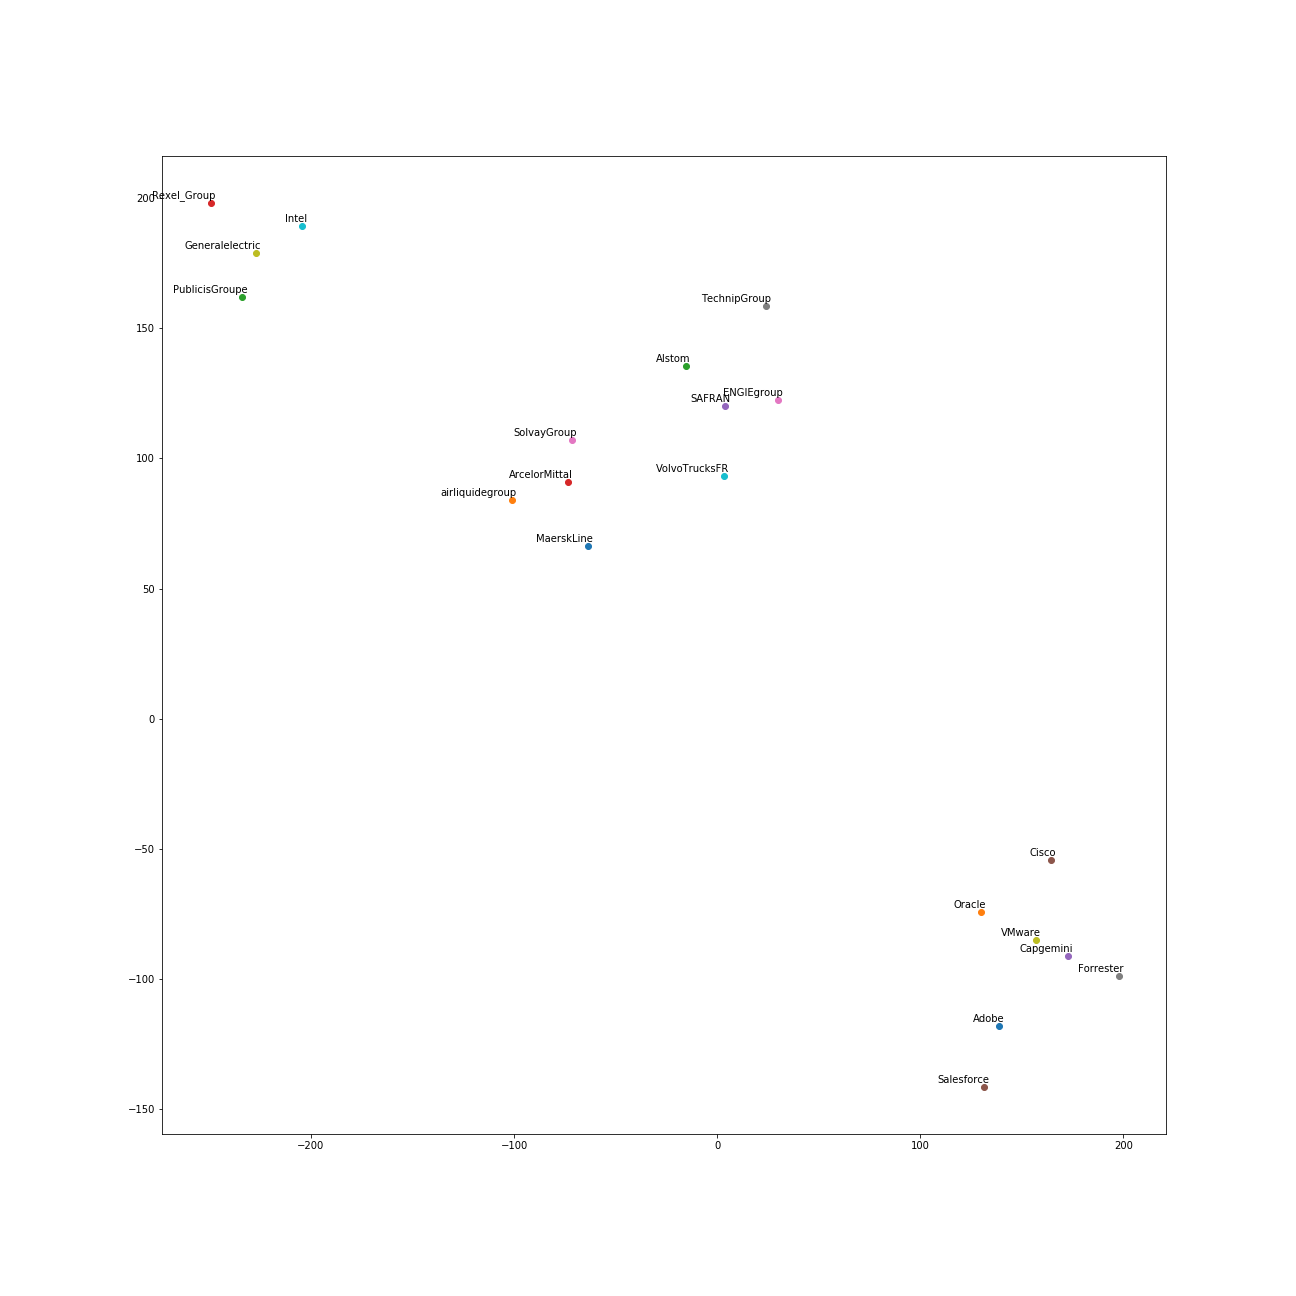 Rexel_Group
200
Intel
Generalelectric
PublicisGroupe
TechnipGroup
150
Alstom
ENGIEgroup
SAFRAN
SolvayGroup
100
VolvoTrucksFR
ArcelorMittal
airliquidegroup
MaerskLine
50
0
−50
Cisco
Oracle
VMware
Capgemini
Forrester
−100
Adobe
Salesforce
−150
−200 −100 0 100 200